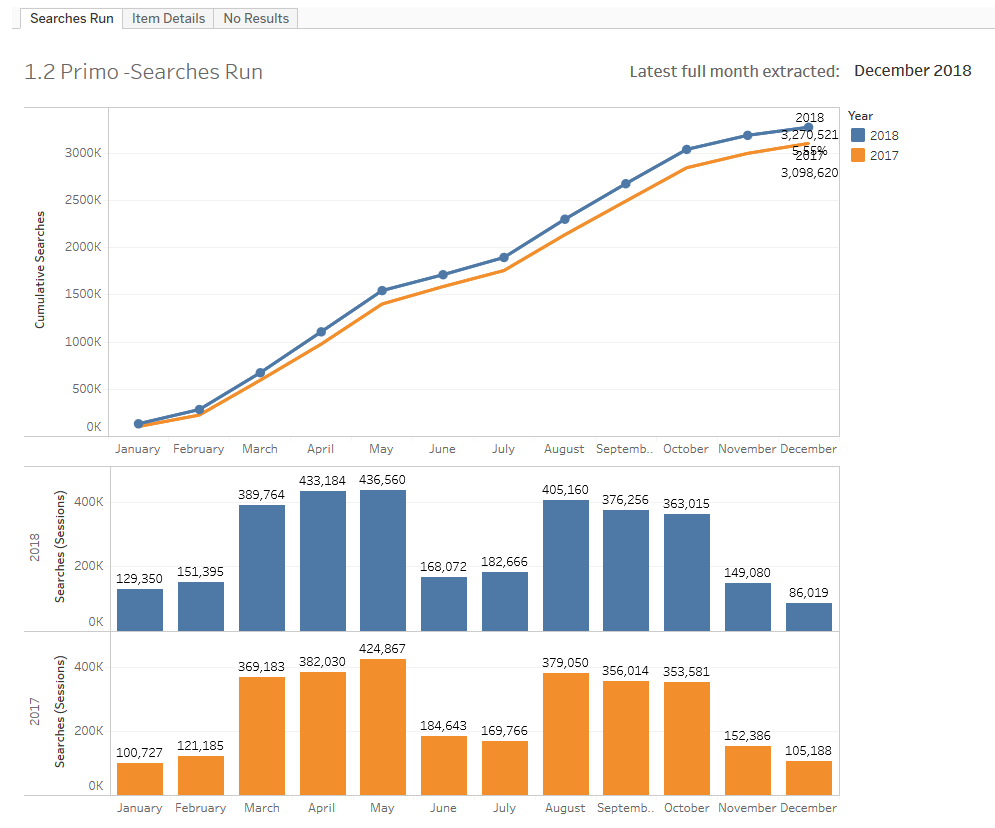 Searches Run Item Details No Results
1.2 Primo -Searches Run
Latest full month extracted: December 2018
Year
2018
2017
Cumulative Searches
3000K
2500K
2000K
1500K
1000K
500K
0K
2018
3,270,521
5.55%
2017
3,098,620
January February March April May June July August Septemb.. October November December
2018
Searches (Sessions)
400K
200K
0K
129,350 151,395 389,764 433,184 436,560 168,072 182,666 405,160 376,256 363,015 149,080 86,019
2017
Searches (Sessions)
400K
200K
0K
100,727 121,185 369,183 382,030 424,867 184,643 169,766 379,050 356,014 353,581 152,386 105,188
January February March April May June July August Septemb.. October November December